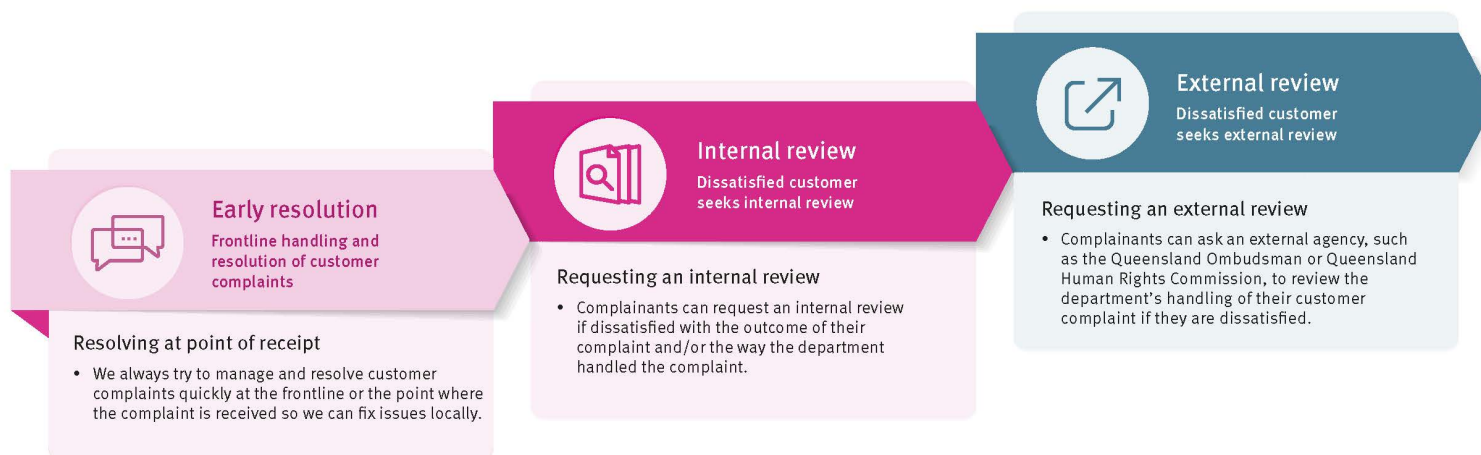 Early resolution
Frontline handling and
resolution of customer
complaints
Resolving at point of receipt
• We always try to manage and resolve customer
complaints quickly at the frontline or the point where
the complaint is received so we can fix issues locally.
Internal review
Dissatisfied customer
seeks internal review
Requesting an internal review
• Complainants can request an internal review
if dissatisfied with the outcome of their
complaint and/or the way the department
handled the complaint.
External review
Dissatisfied customer
seeks external review
Requesting an external review
• Complainants can ask an external agency, such
as the Queensland Ombudsman or Queensland
Human Rights Commission, to review the
department’s handling of their customer
complaint if they are dissatisfied.